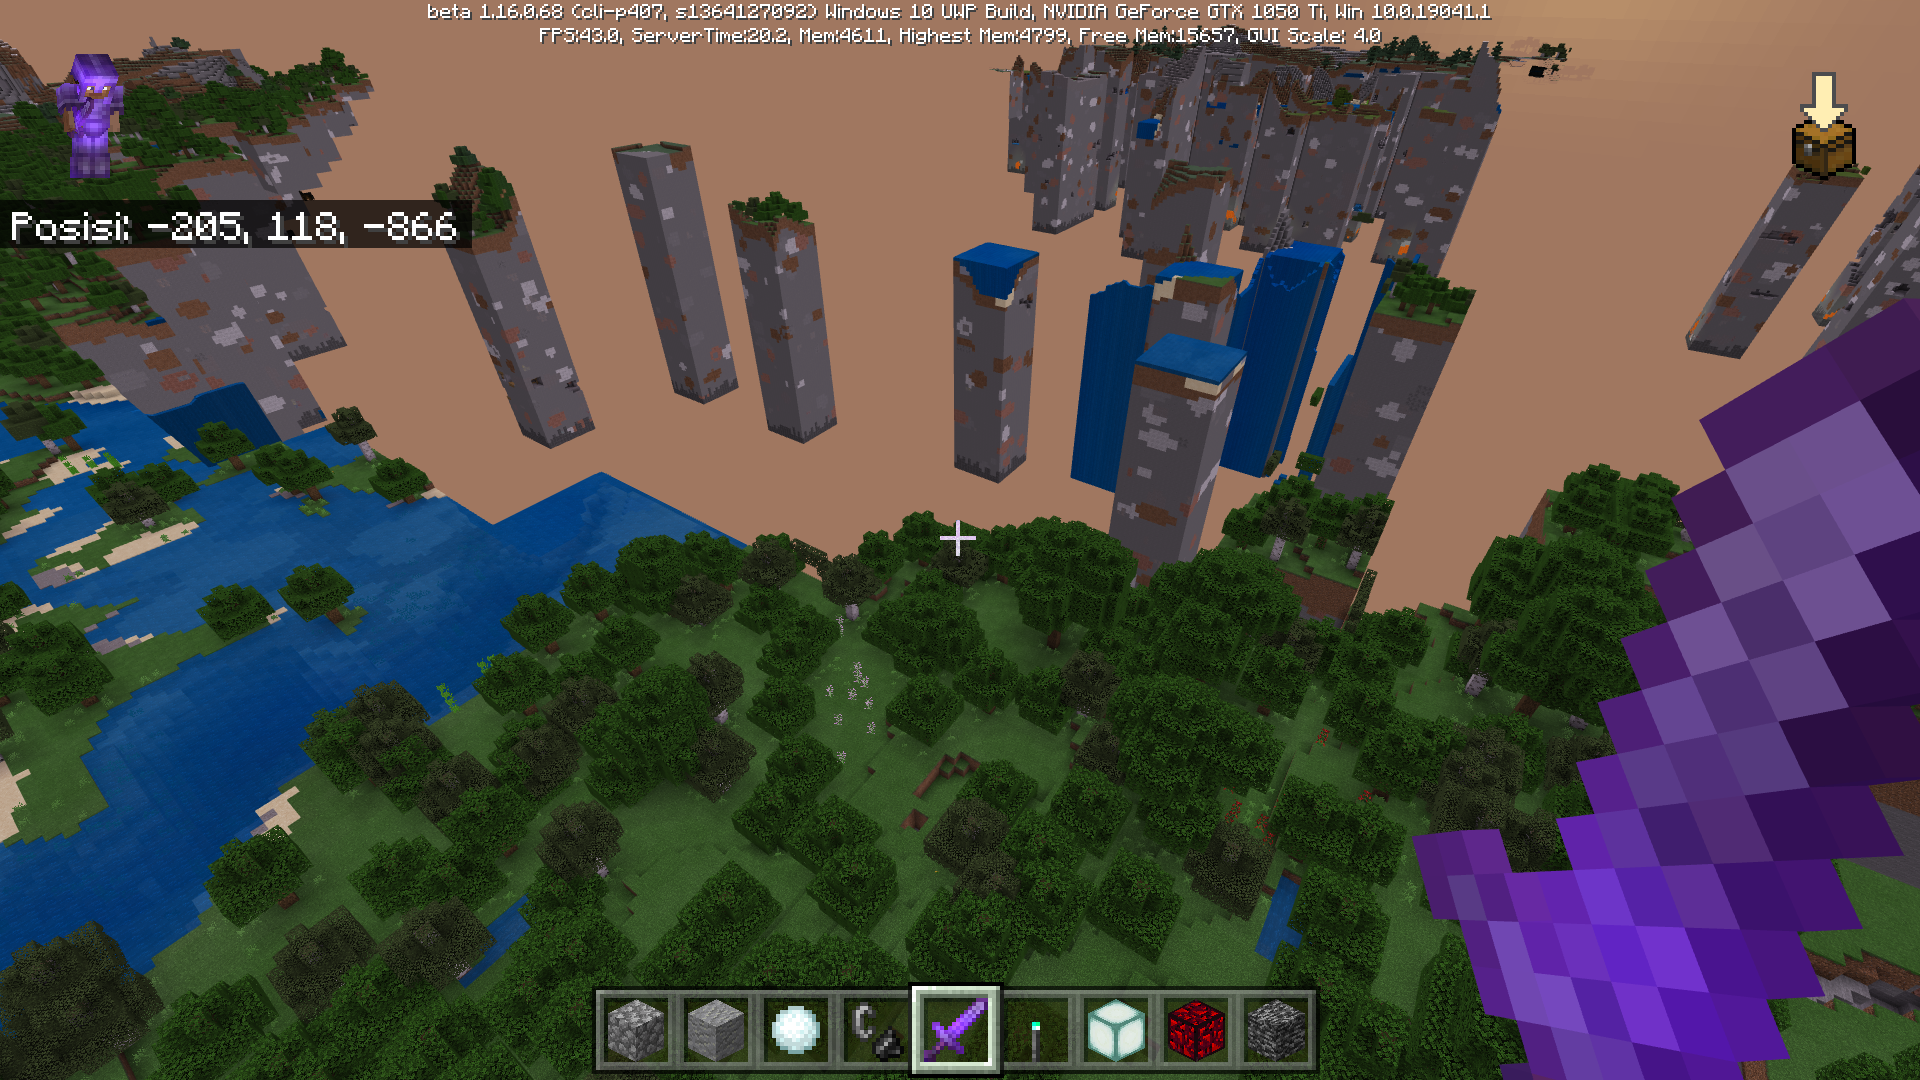 beta 1.16.0.68 (cli-p407, s1364127092) Windows 10 UWP Build, NVIDIA GeForce GTX 1050 Ti, Win 10.0.19041.1
FPS:43.0, ServerTime:20.2, Mem:4611, Highest Mem:4799, Free Mem:15657, GUI Scale: 4.0
Posisi: -205, 118, -866